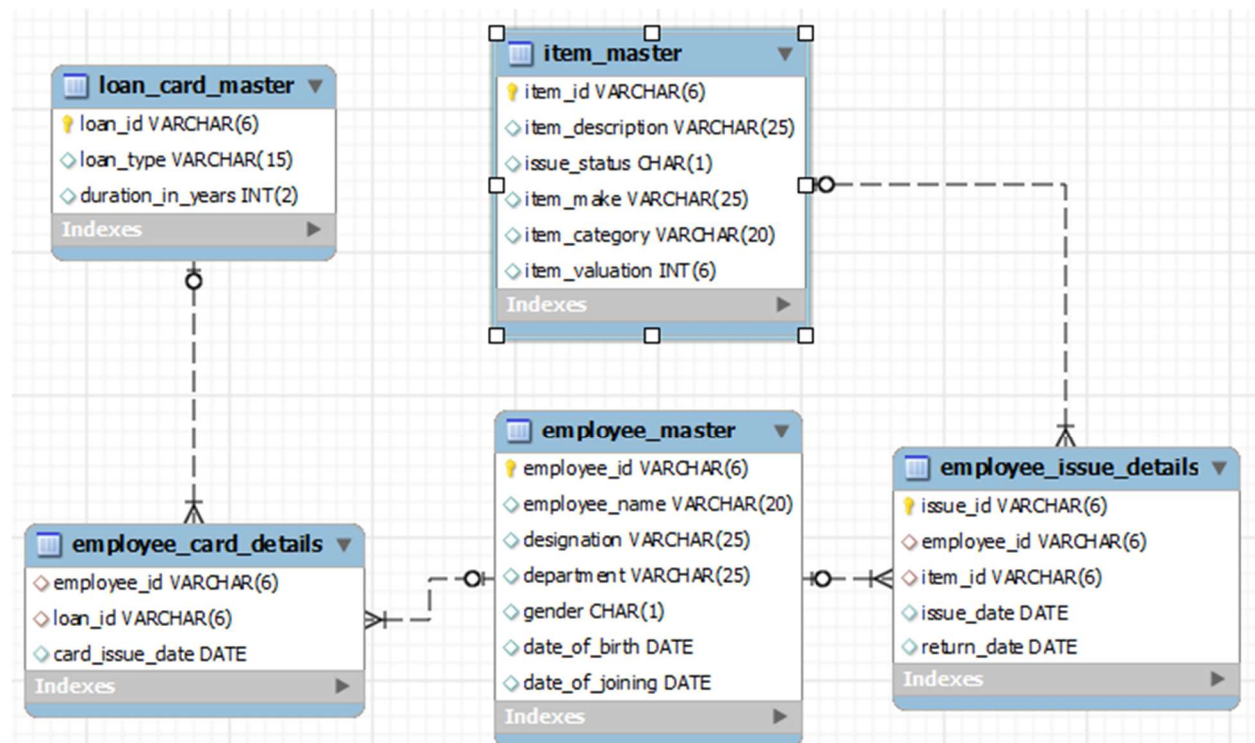 loan_card_master
loan_id VARCHAR(6)
loan_type VARCHAR(15)
duration_in_years INT(2)
Indexes
item_master
item_id VARCHAR(6)
item_description VARCHAR(25)
issue_status CHAR(1)
item_make VARCHAR(25)
item_category VARCHAR(20)
item_valuation INT(6)
Indexes
employee_card_details
employee_id VARCHAR(6)
loan_id VARCHAR(6)
card_issue_date DATE
Indexes
employee_master
employee_id VARCHAR(6)
employee_name VARCHAR(20)
designation VARCHAR(25)
department VARCHAR(25)
gender CHAR(1)
date_of_birth DATE
date_of_joining DATE
Indexes
employee_issue_details
issue_id VARCHAR(6)
employee_id VARCHAR(6)
item_id VARCHAR(6)
issue_date DATE
return_date DATE
Indexes